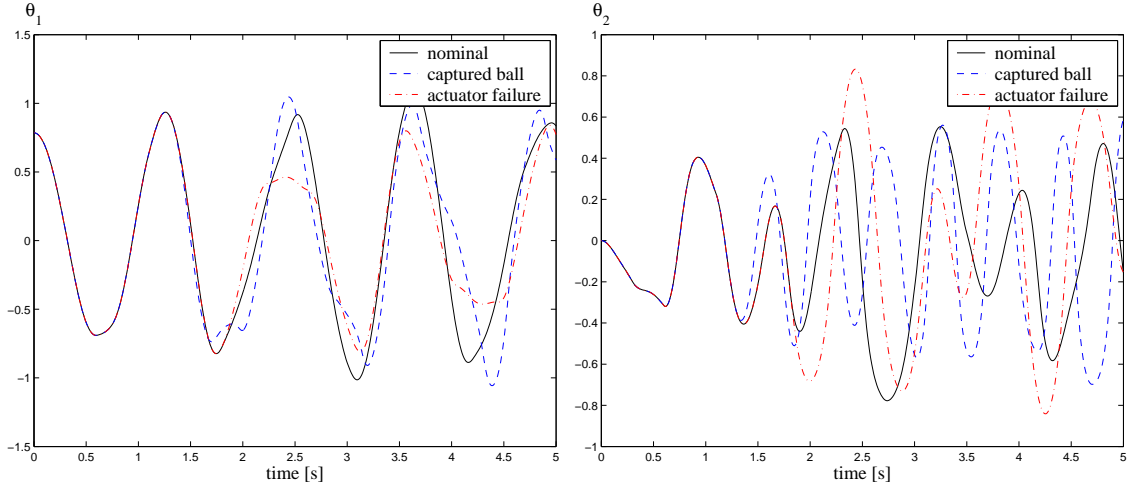 θ1
1.5
1
0.5
0
−0.5
−1
−1.5
0 0.5 1 1.5 2 2.5 3 3.5 4 4.5 5
time [s]
nominal
captured ball
actuator failure
θ2
1
0.8
0.6
0.4
0.2
0
−0.2
−0.4
−0.6
−0.8
−1
0 0.5 1 1.5 2 2.5 3 3.5 4 4.5 5
time [s]
nominal
captured ball
actuator failure